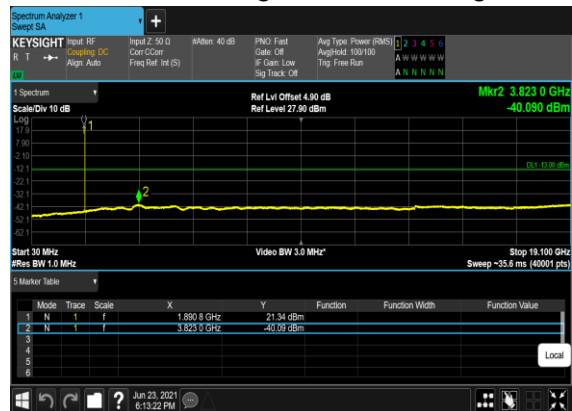 Spectrum Analyzer 1
Swept SA
+
KEYSIGHT Input: RF Input Z: 50 Ω #Atten: 40 dB PNO: Fast Avg Type: Power (RMS) 1 2 3 4 5 6
R T Coupling: DC Corr CCorr Gate: Off Avg|Hold: 100/100 A W W W W W
Align: Auto Freq Ref: Int (S) IF Gain: Low Trig: Free Run
Sig Track: Off A N N N N N
LW
1 Spectrum Ref Lvl Offset 4.90 dB Mkr2 3.823 0 GHz
Scale/Div 10 dB Ref Level 27.90 dBm -40.090 dBm
Log
17.9
7.90
-2.10
-12.1
-22.1
-32.1
-42.1
-52.1
-62.1
1
DL1 -13.00 dBm
2
Start 30 MHz Video BW 3.0 MHz* Stop 19.100 GHz
#Res BW 1.0 MHz Sweep ~35.6 ms (40001 pts)
5 Marker Table
Mode Trace Scale X Y Function Function Width Function Value
1 N 1 f 1.890 8 GHz 21.34 dBm
2 N 1 f 3.823 0 GHz -40.09 dBm
3
4
5
6
Local
? Jun 23, 2021
6:13:22 PM